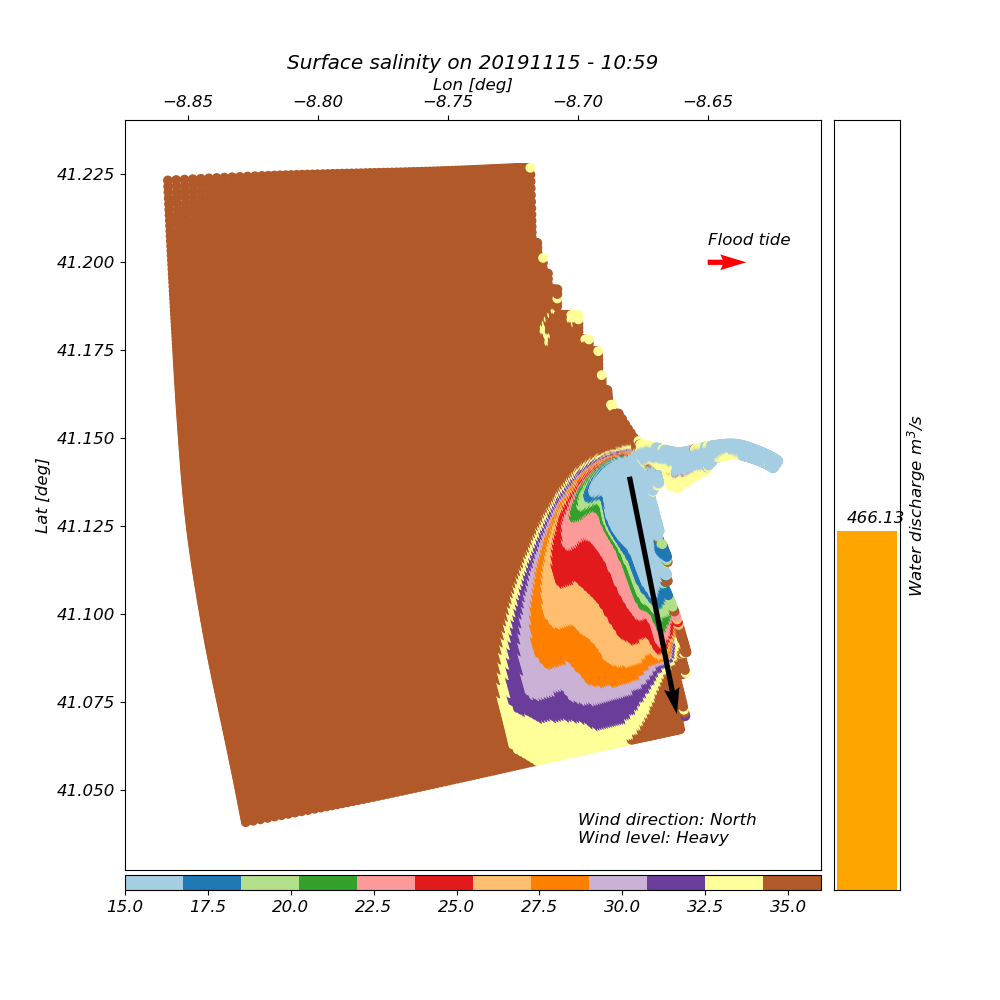 Surface salinity on 20191115 - 10:59
Lon [deg]
−8.85 −8.80 −8.75 −8.70 −8.65
41.225
41.200
41.175
41.150
41.125
41.100
41.075
41.050
Lat [deg]
Flood tide
Wind direction: North
Wind level: Heavy
15.0 17.5 20.0 22.5 25.0 27.5 30.0 32.5 35.0
466.13
Water discharge m³/s